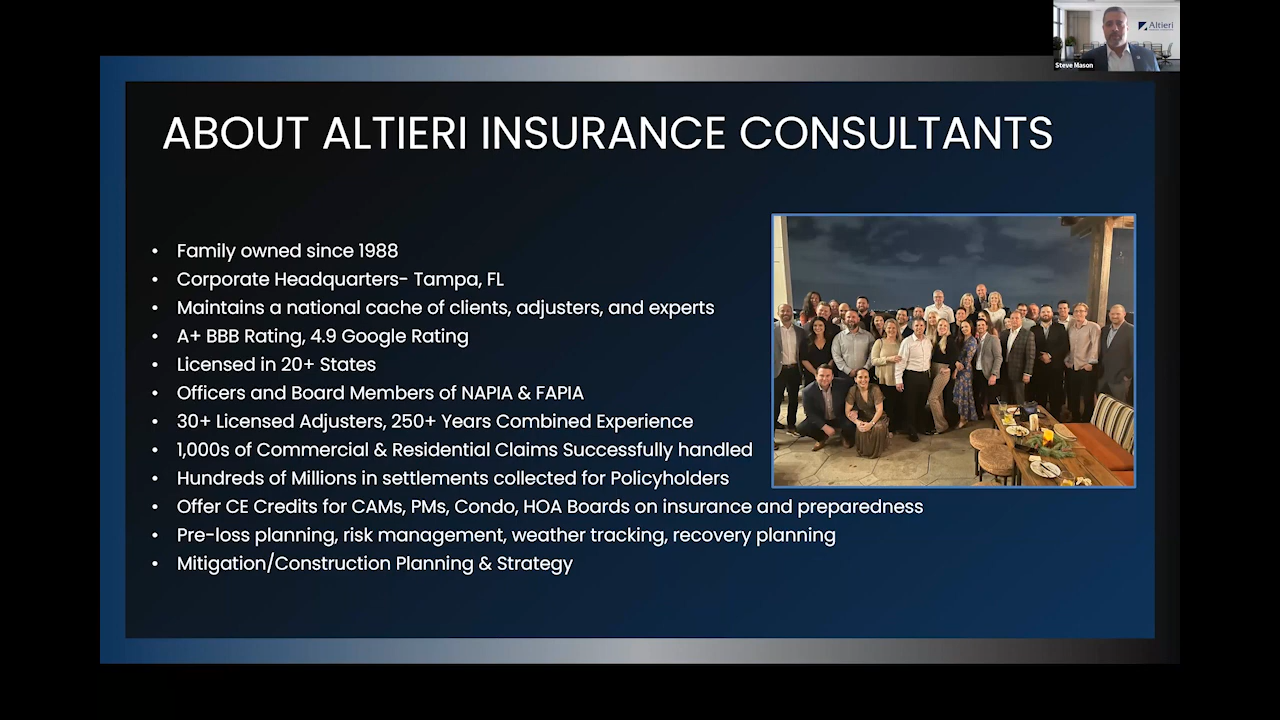 Altieri
Steve Mason
ABOUT ALTIERI INSURANCE CONSULTANTS
• Family owned since 1988
• Corporate Headquarters- Tampa, FL
• Maintains a national cache of clients, adjusters, and experts
• A+ BBB Rating, 4.9 Google Rating
• Licensed in 20+ States
• Officers and Board Members of NAPIA & FAPIA
• 30+ Licensed Adjusters, 250+ Years Combined Experience
• 1,000s of Commercial & Residential Claims Successfully handled
• Hundreds of Millions in settlements collected for Policyholders
• Offer CE Credits for CAMs, PMs, Condo, HOA Boards on insurance and preparedness
• Pre-loss planning, risk management, weather tracking, recovery planning
• Mitigation/Construction Planning & Strategy